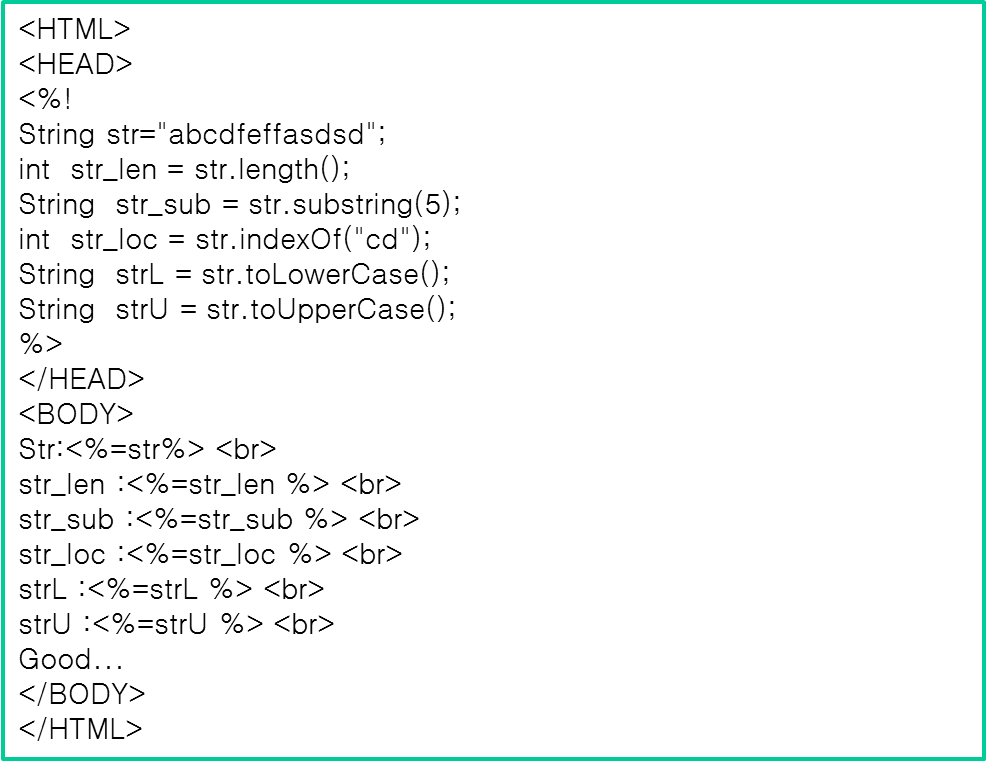 <HTML>
<HEAD>
<%!
String str="abcdfeffasdsd";
int  str_len = str.length();
String  str_sub = str.substring(5);
int  str_loc = str.indexOf("cd");
String  strL = str.toLowerCase();
String  strU = str.toUpperCase();
%>
</HEAD>
<BODY>
Str:<%=str%> <br>
str_len :<%=str_len %> <br>
str_sub :<%=str_sub %> <br>
str_loc :<%=str_loc %> <br>
strL :<%=strL %> <br>
strU :<%=strU %> <br>
Good...
</BODY>
</HTML>